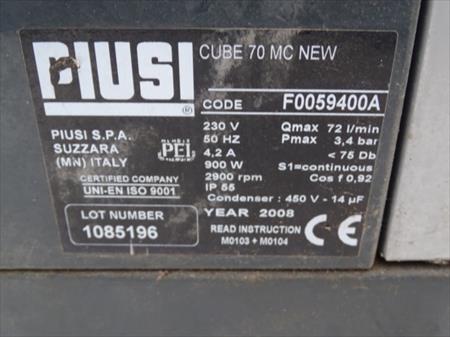 PIUSI
CUBE 70 MC NEW
CODE F0059400A
PIUSI S.P.A.
SUZZARA
(MN) ITALY
MEMBER
PEI
CERTIFIED COMPANY
UNI-EN ISO 9001
LOT NUMBER
1085196
230 V Qmax 72 l/min
50 HZ Pmax 3,4 bar
4,2 A < 75 Db
900 W S1=continuous
2900 rpm Cos f 0,92
IP 55
Condenser : 450 V - 14 µF
YEAR 2008
READ INSTRUCTION
M0103 + M0104
CE